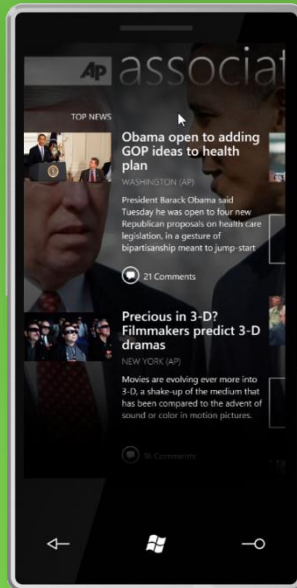 AP associat
TOP NEWS
Obama open to adding
GOP ideas to health
plan
WASHINGTON (AP)
President Barack Obama said
Tuesday he was open to four new
Republican proposals on health care
legislation, in a gesture of
bipartisanship meant to jump-start
21 Comments
Precious in 3-D?
Filmmakers predict 3-D
dramas
NEW YORK (AP)
Movies are evolving ever more into
3-D, a shake-up of the medium that
has been compared to the advent of
sound or color in motion pictures.
16 Comments